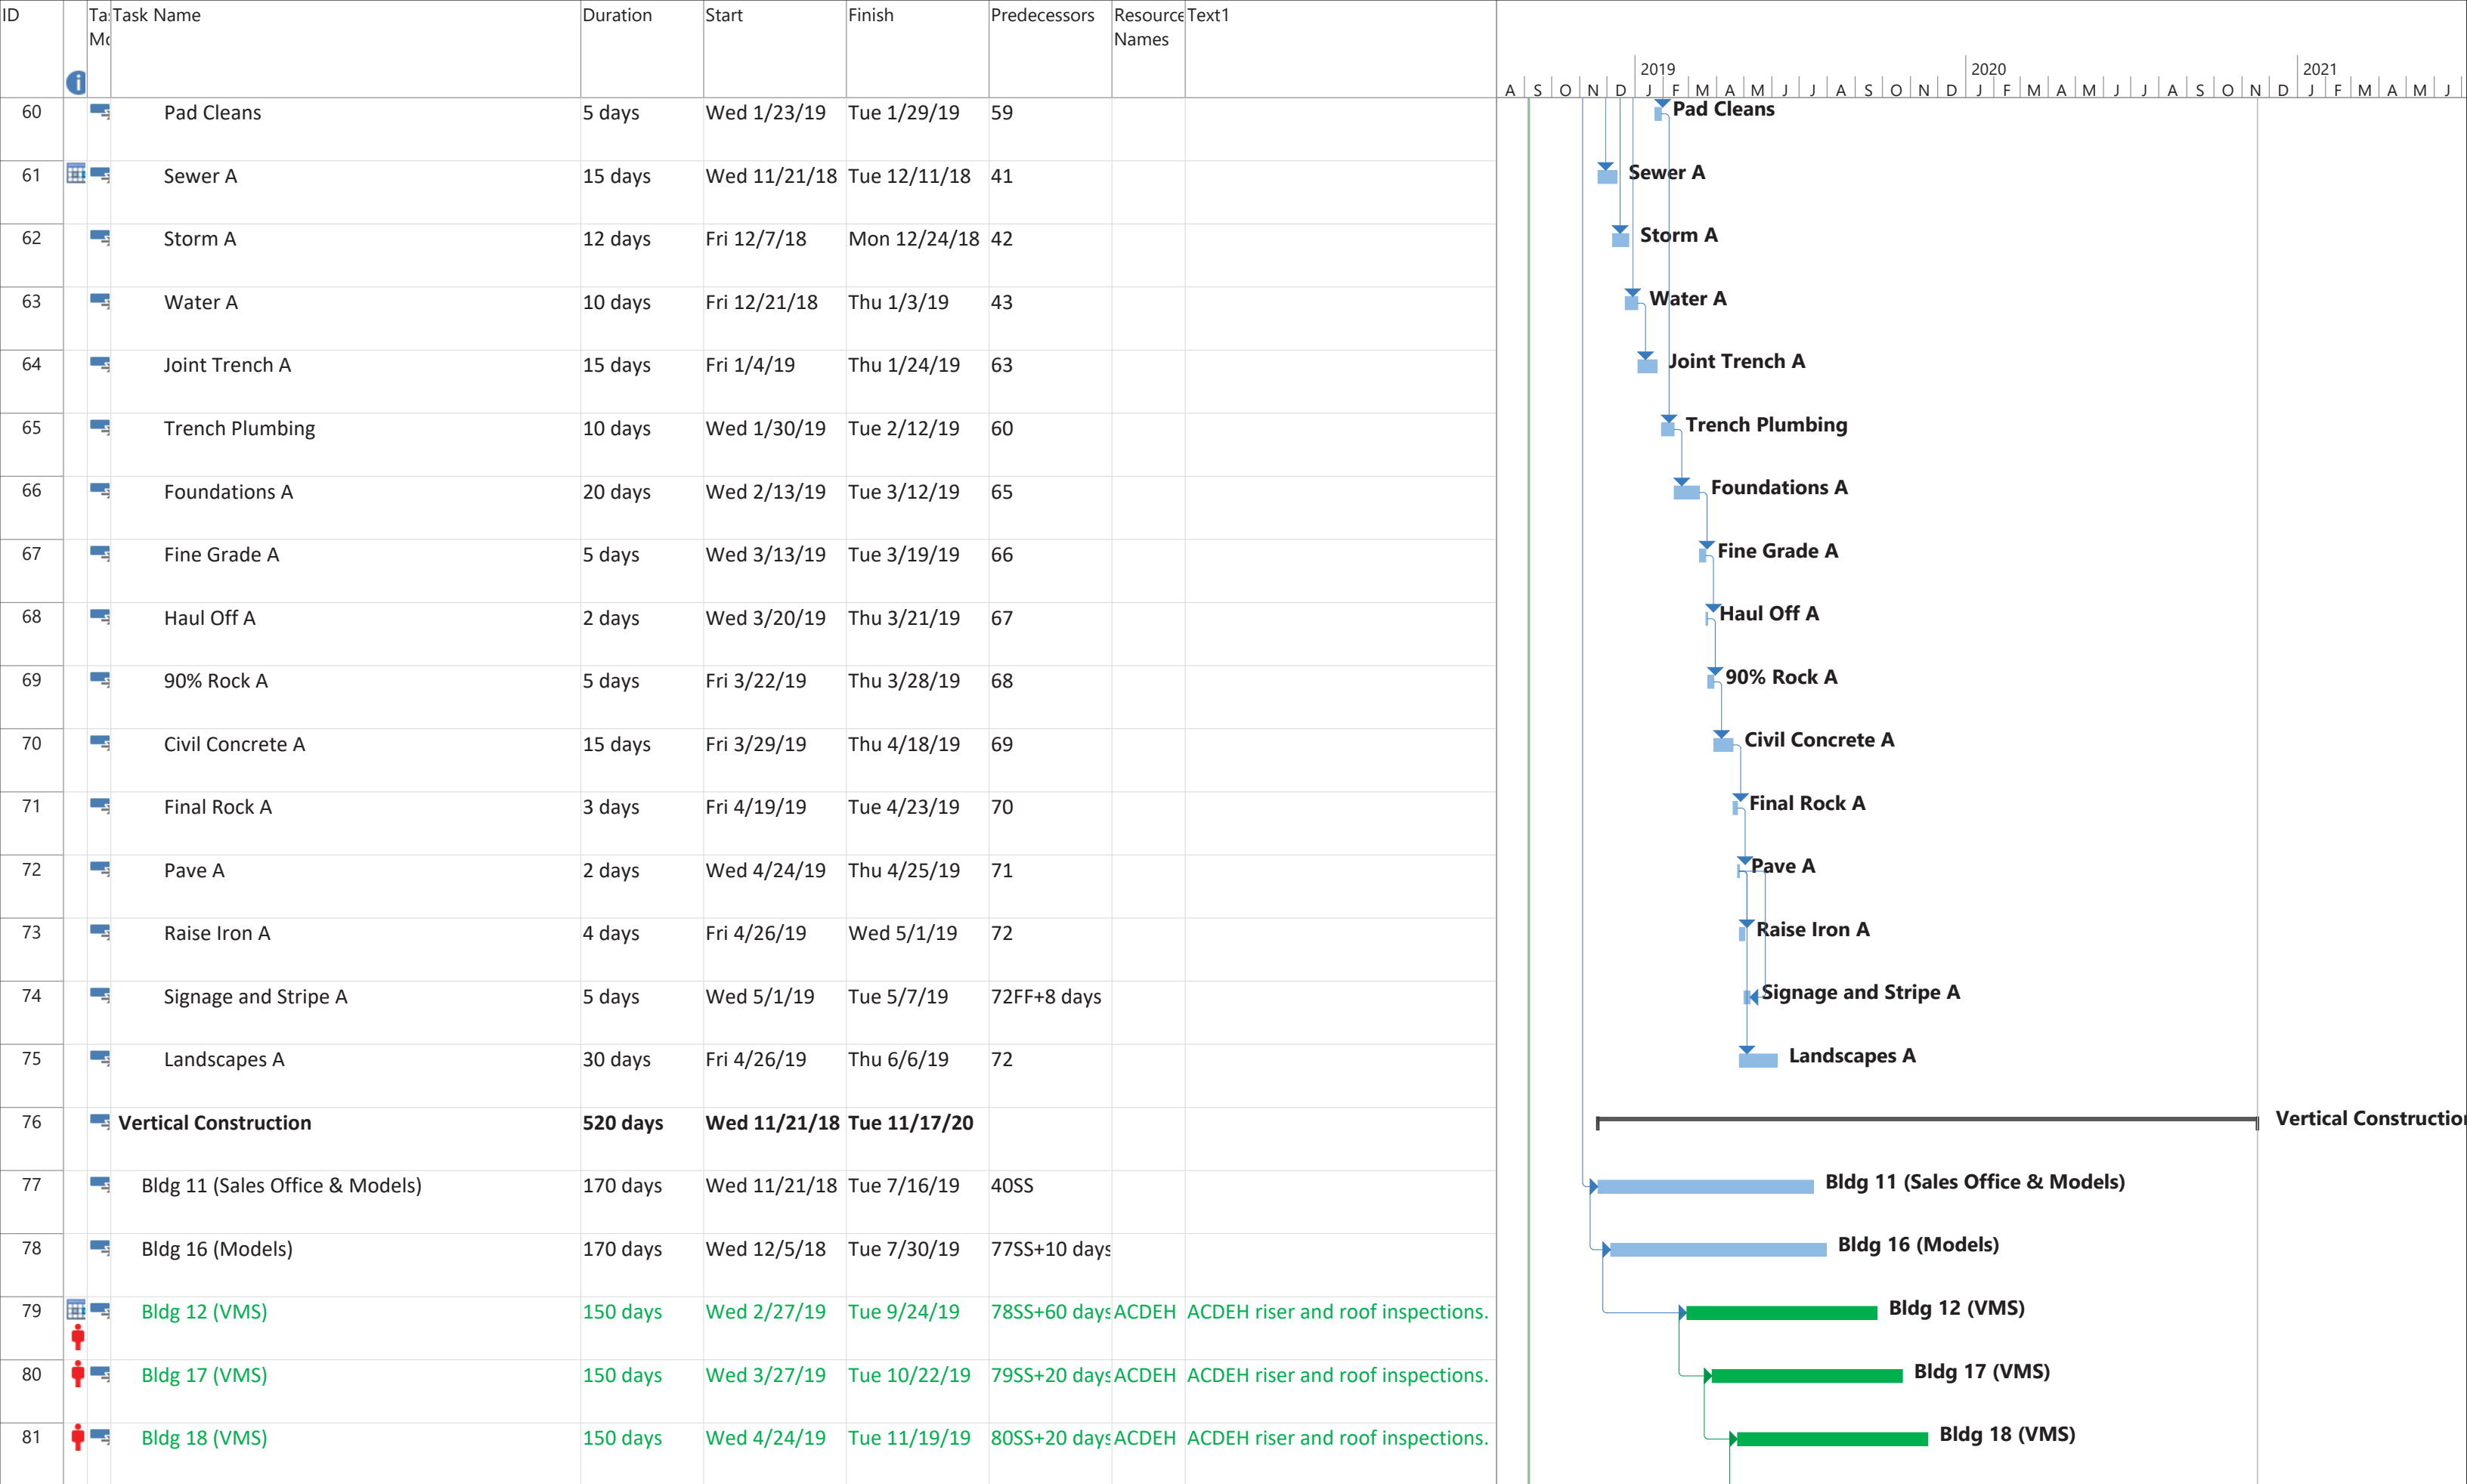 ID Ta: Task Name Duration Start Finish Predecessors Resource Text1
Mo Names
i
2019 2020 2021
A S O N D J F M A M J J A S O N D J F M A M J J A S O N D J F M A M J
60 Pad Cleans 5 days Wed 1/23/19 Tue 1/29/19 59 Pad Cleans
61 Sewer A 15 days Wed 11/21/18 Tue 12/11/18 41 Sewer A
62 Storm A 12 days Fri 12/7/18 Mon 12/24/18 42 Storm A
63 Water A 10 days Fri 12/21/18 Thu 1/3/19 43 Water A
64 Joint Trench A 15 days Fri 1/4/19 Thu 1/24/19 63 Joint Trench A
65 Trench Plumbing 10 days Wed 1/30/19 Tue 2/12/19 60 Trench Plumbing
66 Foundations A 20 days Wed 2/13/19 Tue 3/12/19 65 Foundations A
67 Fine Grade A 5 days Wed 3/13/19 Tue 3/19/19 66 Fine Grade A
68 Haul Off A 2 days Wed 3/20/19 Thu 3/21/19 67 Haul Off A
69 90% Rock A 5 days Fri 3/22/19 Thu 3/28/19 68 90% Rock A
70 Civil Concrete A 15 days Fri 3/29/19 Thu 4/18/19 69 Civil Concrete A
71 Final Rock A 3 days Fri 4/19/19 Tue 4/23/19 70 Final Rock A
72 Pave A 2 days Wed 4/24/19 Thu 4/25/19 71 Pave A
73 Raise Iron A 4 days Fri 4/26/19 Wed 5/1/19 72 Raise Iron A
74 Signage and Stripe A 5 days Wed 5/1/19 Tue 5/7/19 72FF+8 days Signage and Stripe A
75 Landscapes A 30 days Fri 4/26/19 Thu 6/6/19 72 Landscapes A
76 Vertical Construction 520 days Wed 11/21/18 Tue 11/17/20 Vertical Construction
77 Bldg 11 (Sales Office & Models) 170 days Wed 11/21/18 Tue 7/16/19 40SS Bldg 11 (Sales Office & Models)
78 Bldg 16 (Models) 170 days Wed 12/5/18 Tue 7/30/19 77SS+10 days Bldg 16 (Models)
79 Bldg 12 (VMS) 150 days Wed 2/27/19 Tue 9/24/19 78SS+60 days ACDEH ACDEH riser and roof inspections. Bldg 12 (VMS)
80 Bldg 17 (VMS) 150 days Wed 3/27/19 Tue 10/22/19 79SS+20 days ACDEH ACDEH riser and roof inspections. Bldg 17 (VMS)
81 Bldg 18 (VMS) 150 days Wed 4/24/19 Tue 11/19/19 80SS+20 days ACDEH ACDEH riser and roof inspections. Bldg 18 (VMS)